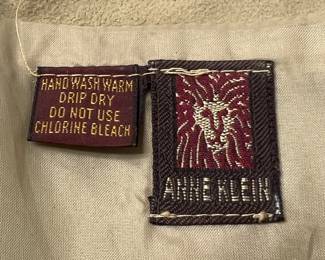 HAND WASH WARM
DRIP DRY
DO NOT USE
CHLORINE BLEACH
ANNE KLEIN